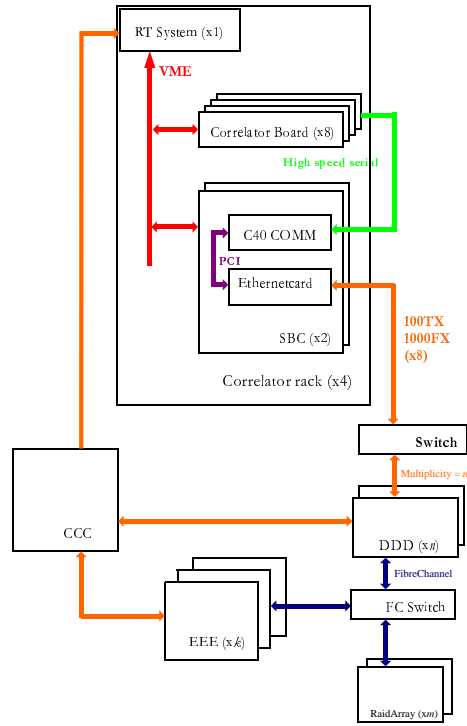 RT System (x1)
VME
Correlator Board (x8)
High speed serial
C40 COMM
PCI
Ethernetcard
SBC (x2)
100TX
1000FX
(x8)
Correlator rack (x4)
Switch
Multiplicity = n
CCC
DDD (xn)
FibreChannel
FC Switch
EEE (xk)
RaidArray (xm)